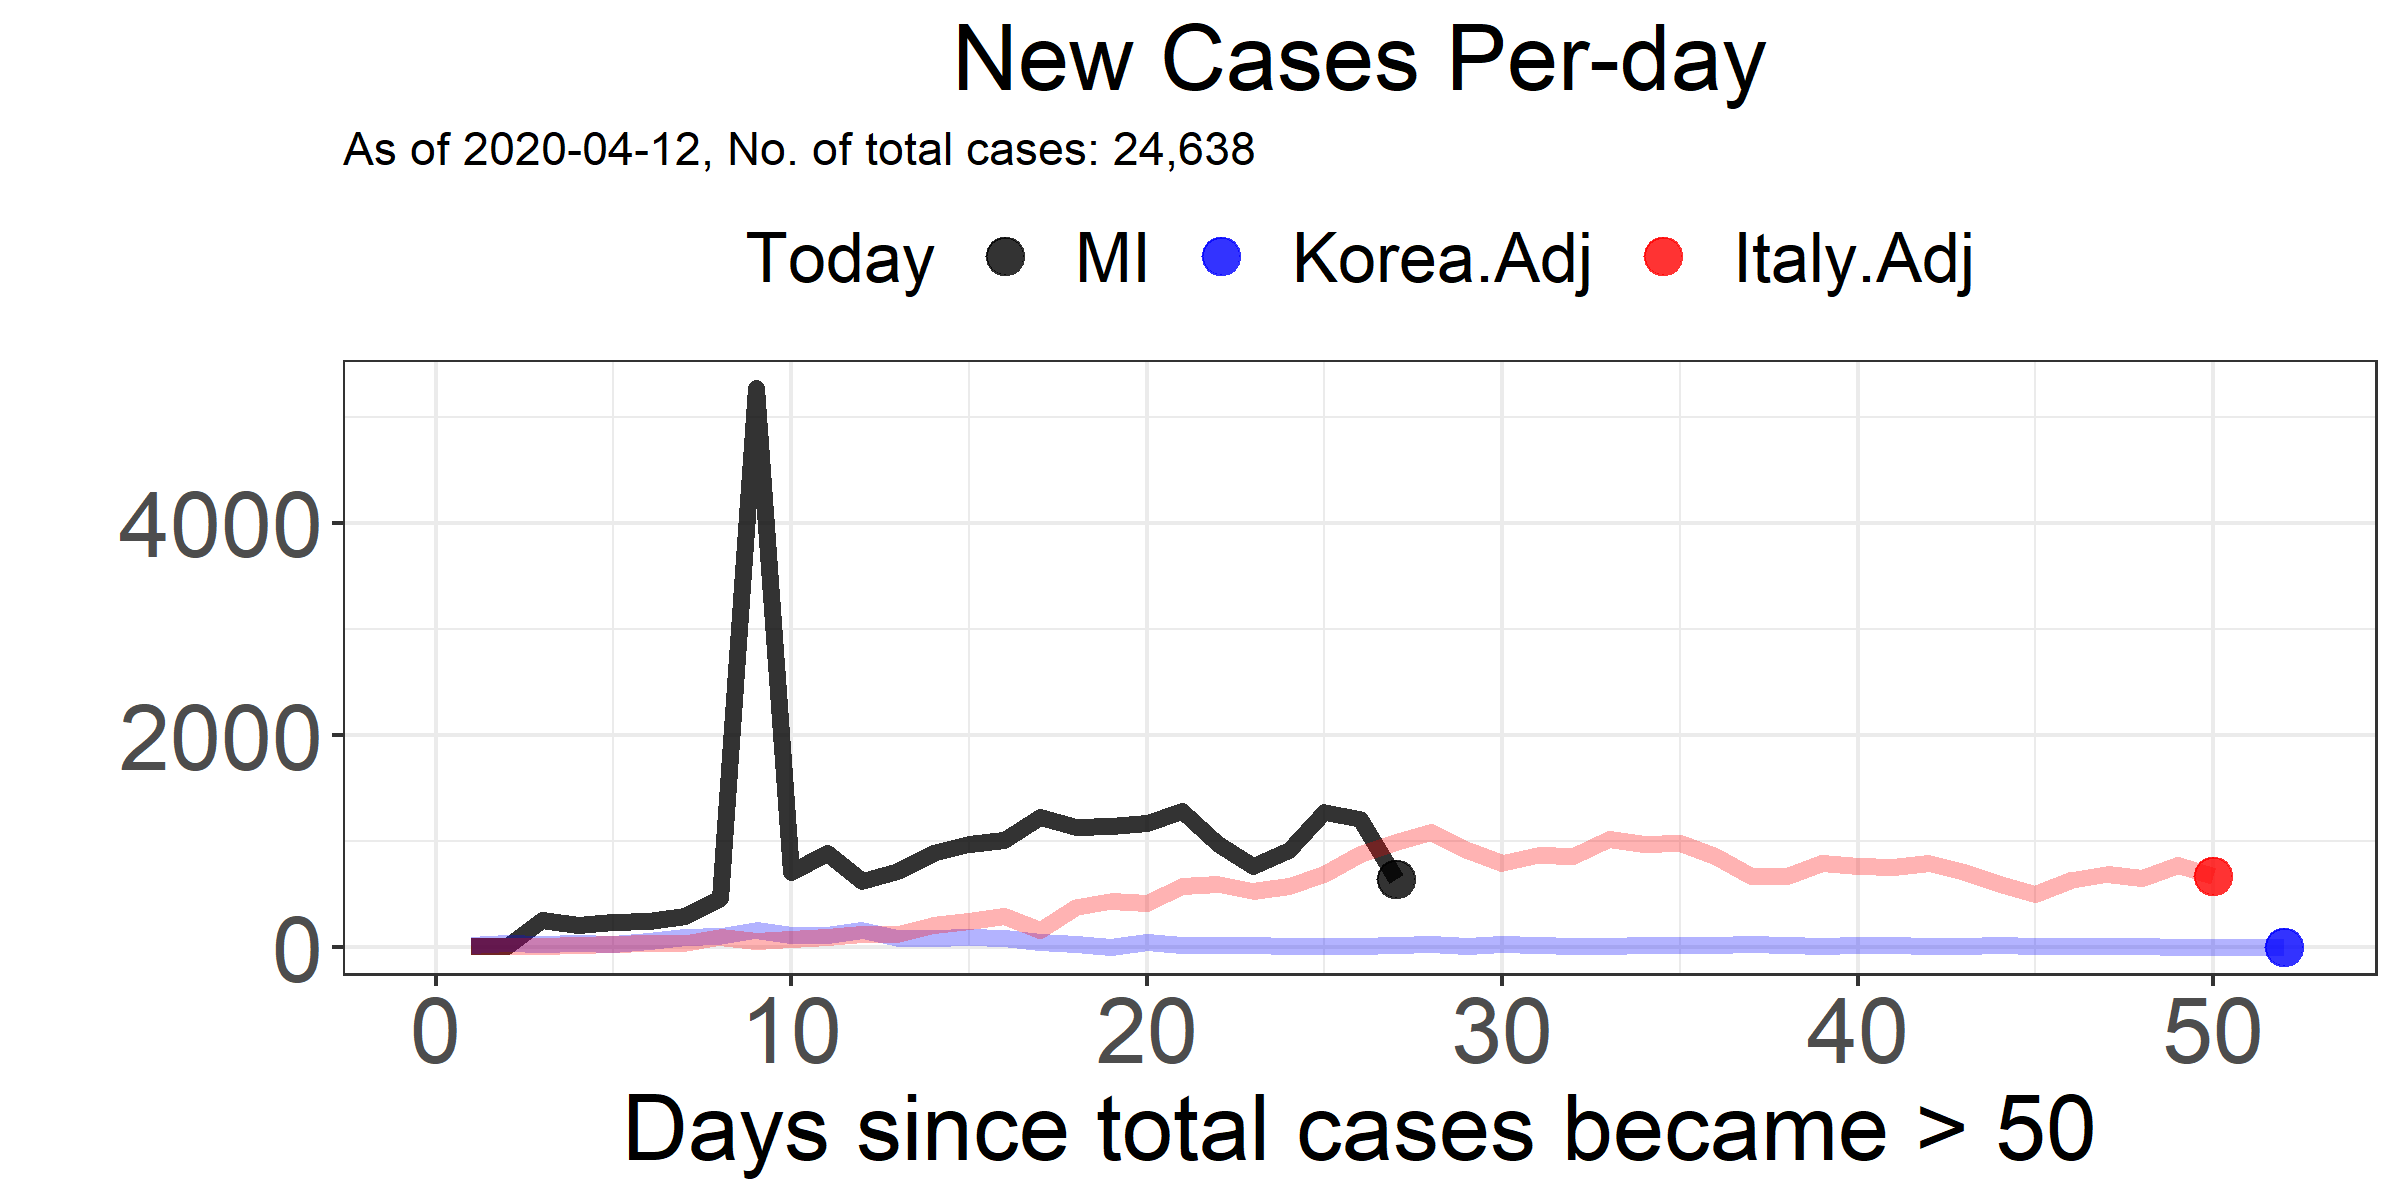 New Cases Per-day
As of 2020-04-12, No. of total cases: 24,638
Today MI Korea.Adj Italy.Adj
4000
2000
0
0 10 20 30 40 50
Days since total cases became > 50